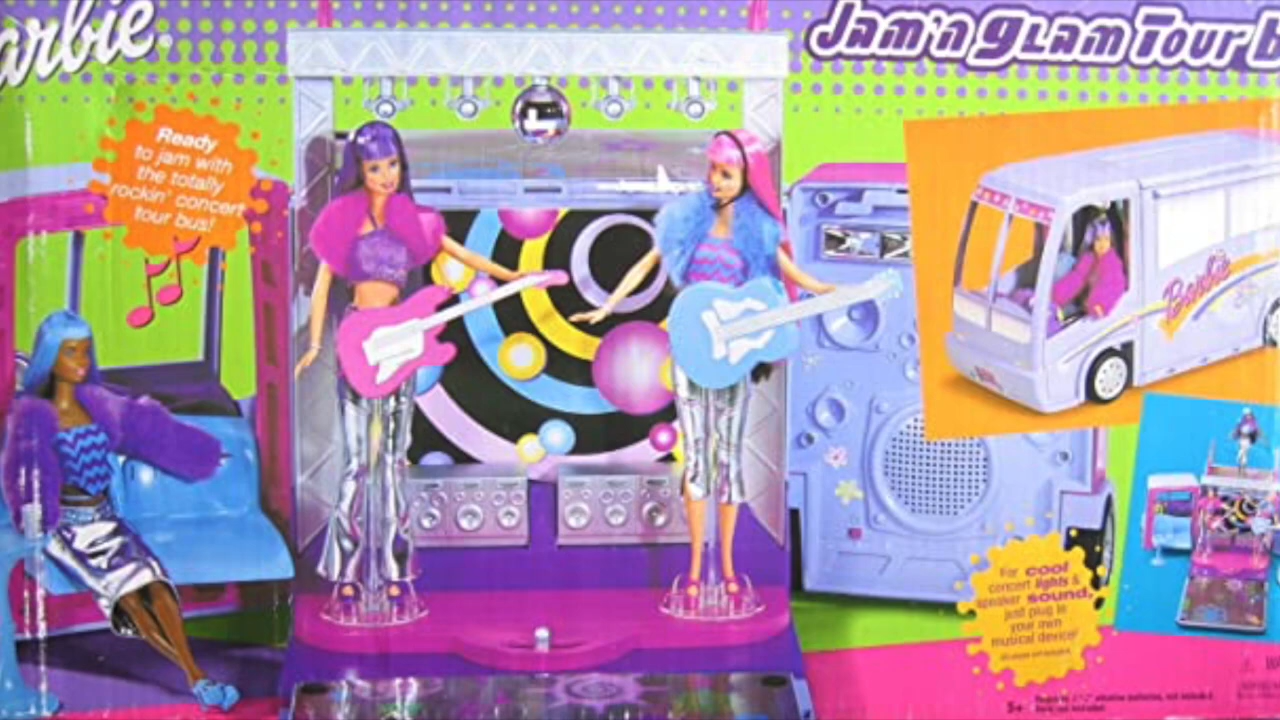 arbie.
Jam'n glam Tour b
Ready
to jam with
the totally
rockin' concert
tour bus!
Barbie
For cool
concert lights &
speaker sound,
just plug in
your own
musical device!
5+